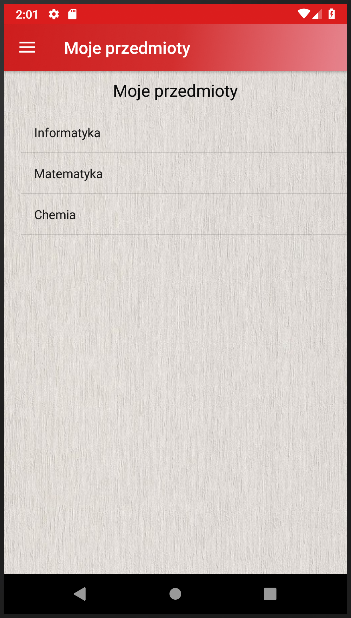 2:01
Moje przedmioty
Moje przedmioty
Informatyka
Matematyka
Chemia